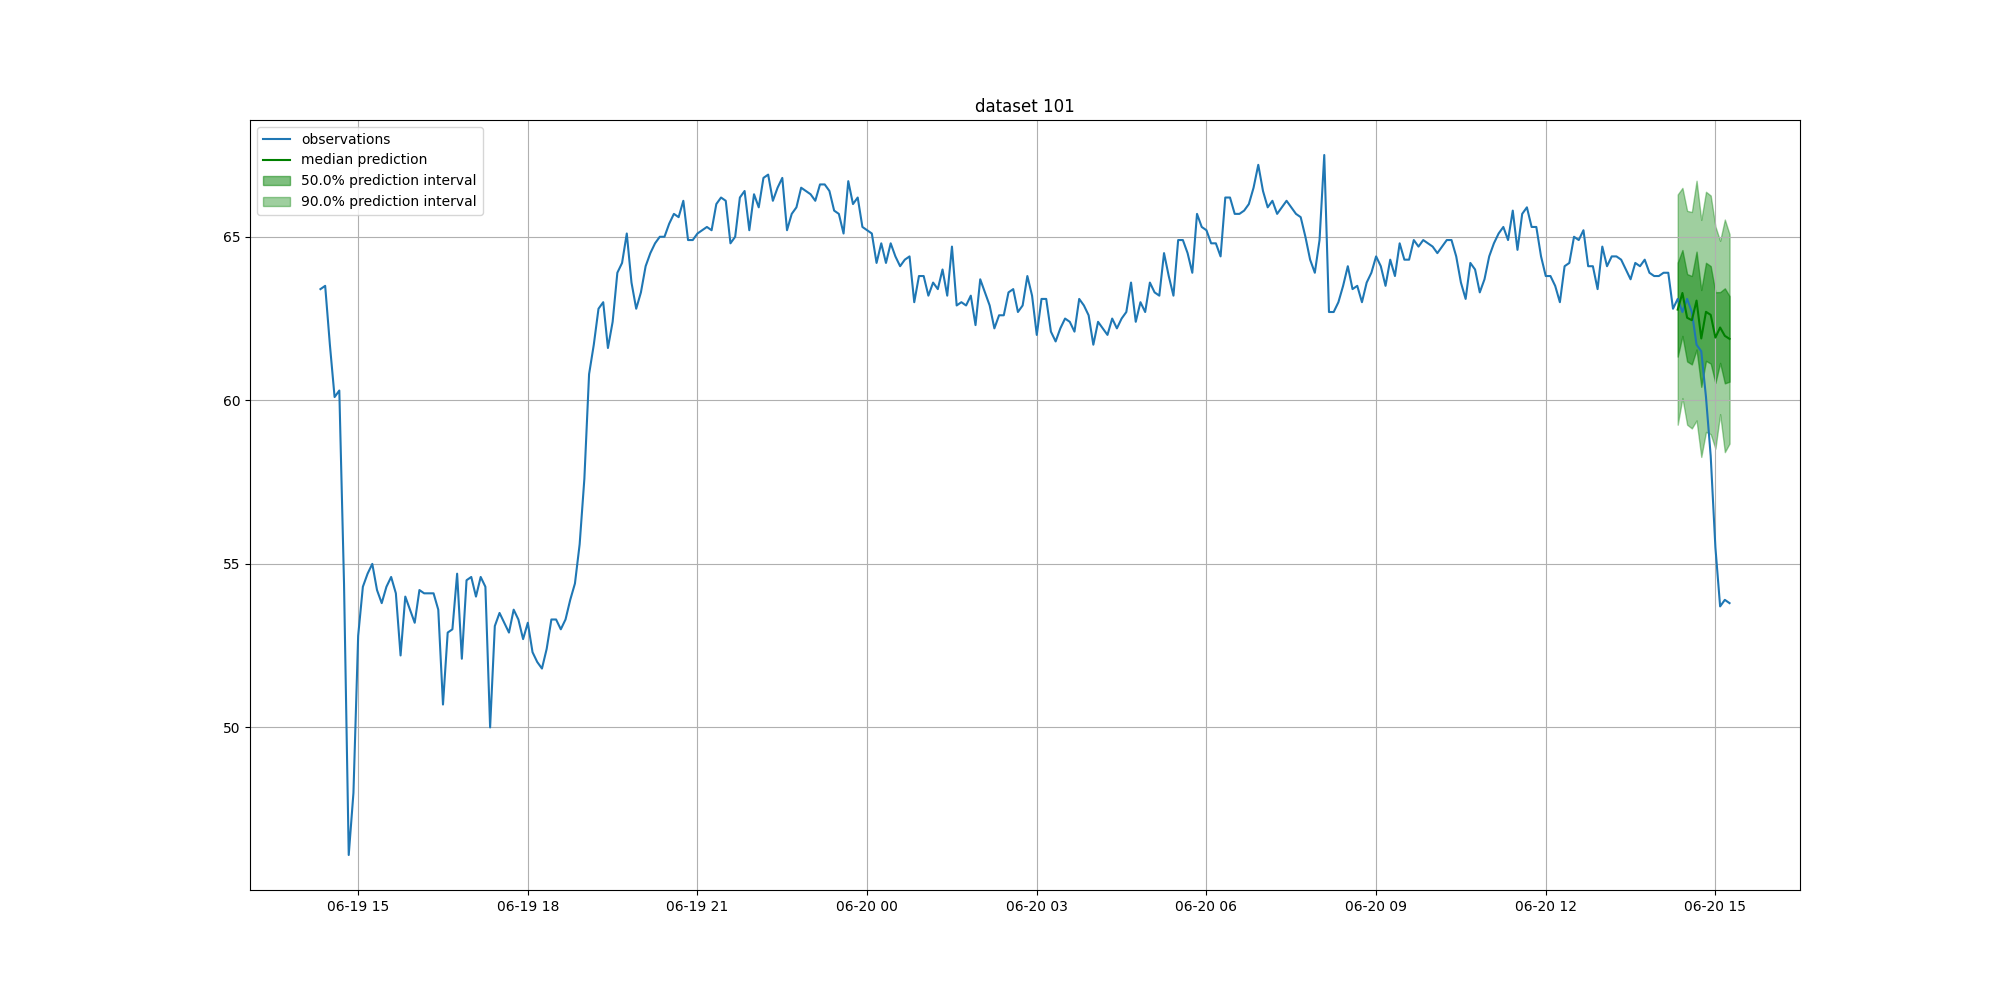 dataset 101
observations
median prediction
50.0% prediction interval
90.0% prediction interval
65
60
55
50
06-19 15
06-19 18
06-19 21
06-20 00
06-20 03
06-20 06
06-20 09
06-20 12
06-20 15